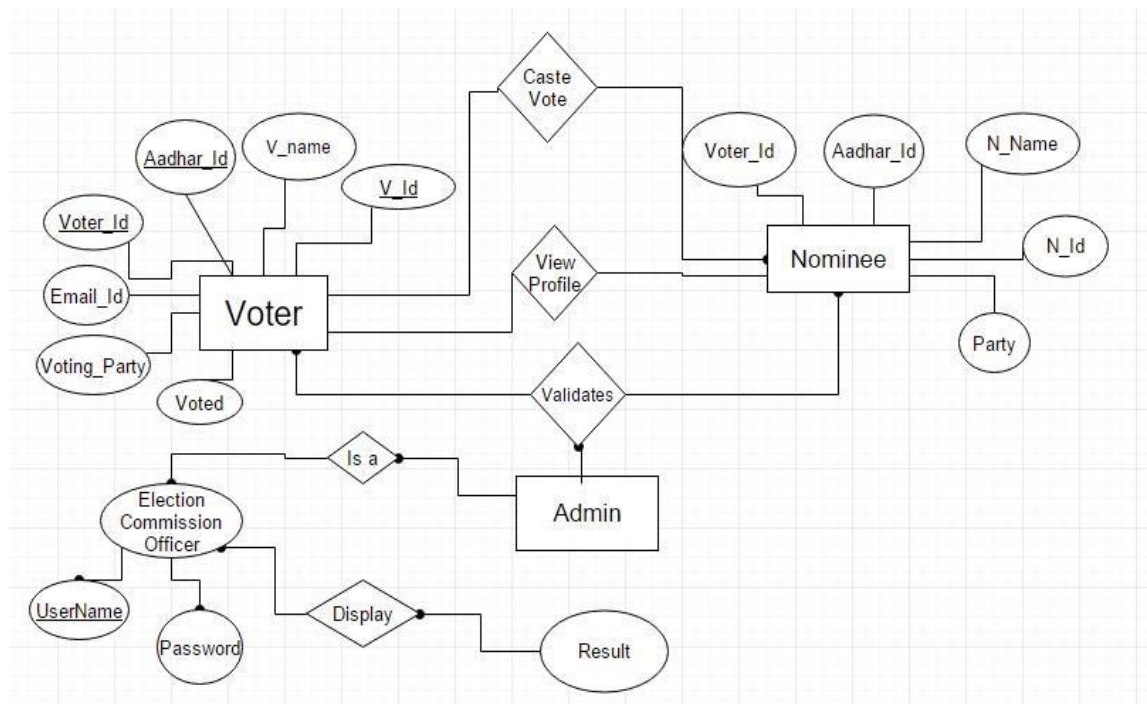 Caste
Vote
Aadhar_Id
V_name
V_Id
Voter_Id
Aadhar_Id
N_Name
Voter_Id
Email_Id
Voting_Party
Voted
Voter
View
Profile
Nominee
N_Id
Party
Validates
Is a
Admin
Election
Commission
Officer
UserName
Password
Display
Result